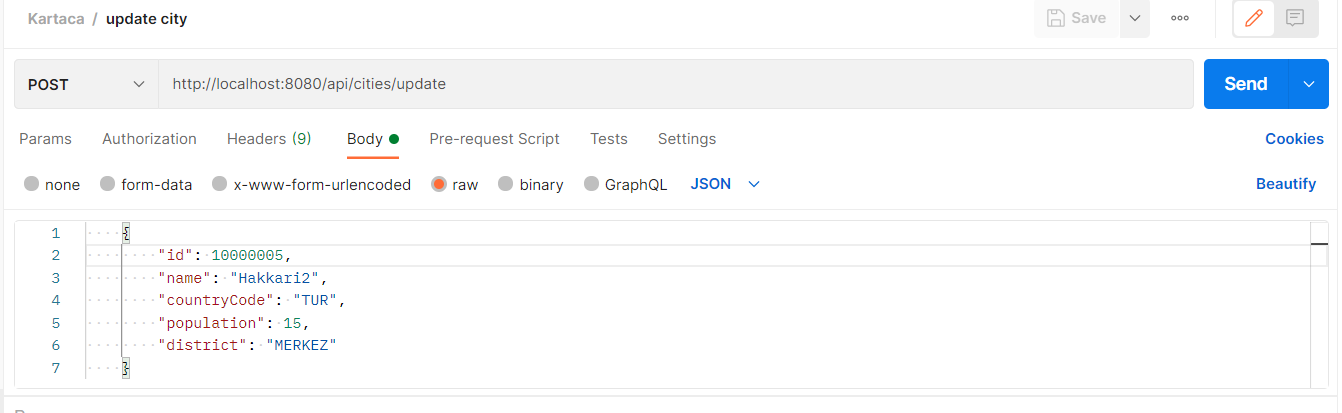 Kartaca / update city
Save
POST http://localhost:8080/api/cities/update Send
Params Authorization Headers (9) Body Pre-request Script Tests Settings Cookies
none form-data x-www-form-urlencoded raw binary GraphQL JSON Beautify
1 {
2 "id": 10000005,
3 "name": "Hakkari2",
4 "countryCode": "TUR",
5 "population": 15,
6 "district": "MERKEZ"
7 }